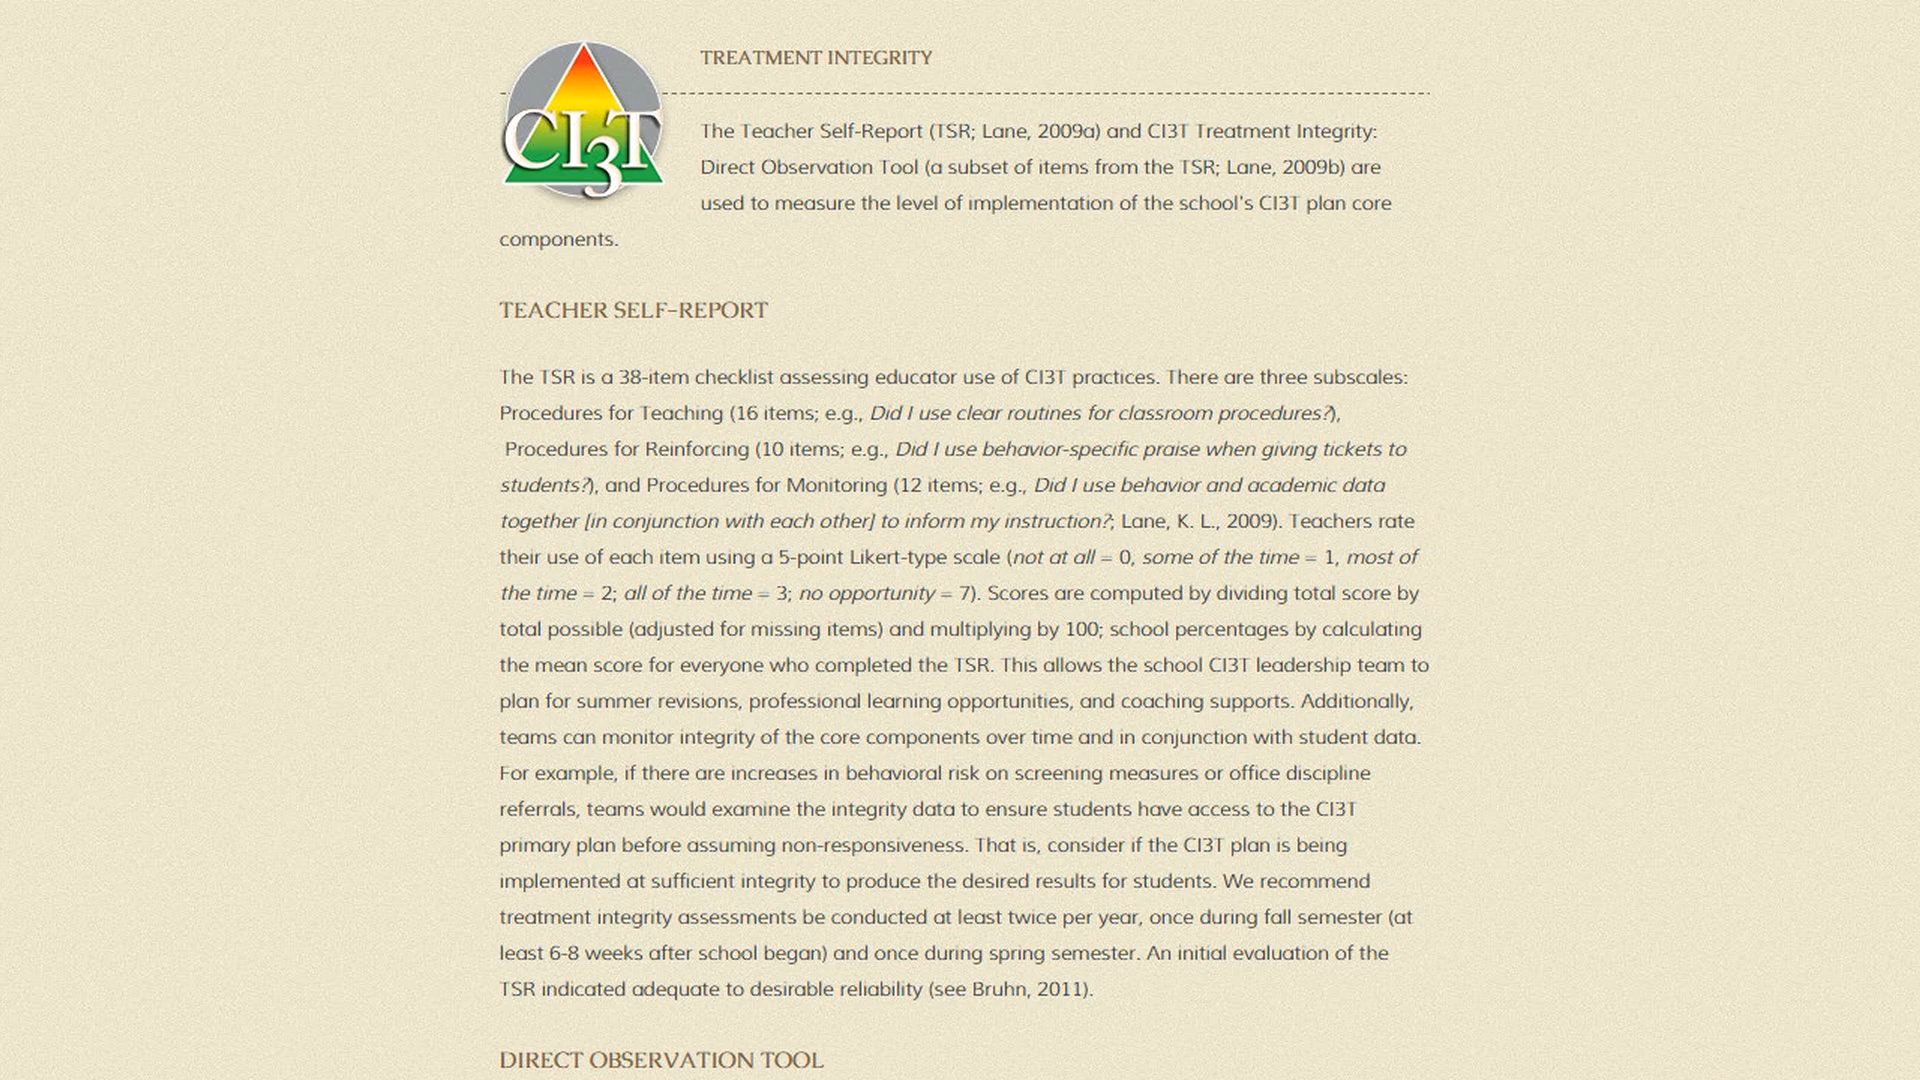 CI3T
TREATMENT INTEGRITY
The Teacher Self-Report (TSR; Lane, 2009a) and CI3T Treatment Integrity:
Direct Observation Tool (a subset of items from the TSR; Lane, 2009b) are
used to measure the level of implementation of the school's CI3T plan core
components.
TEACHER SELF-REPORT
The TSR is a 38-item checklist assessing educator use of CI3T practices. There are three subscales:
Procedures for Teaching (16 items; e.g., Did I use clear routines for classroom procedures?),
Procedures for Reinforcing (10 items; e.g., Did I use behavior-specific praise when giving tickets to
students?), and Procedures for Monitoring (12 items; e.g., Did I use behavior and academic data
together [in conjunction with each other] to inform my instruction?; Lane, K. L., 2009). Teachers rate
their use of each item using a 5-point Likert-type scale (not at all = 0, some of the time = 1, most of
the time = 2; all of the time = 3; no opportunity = 7). Scores are computed by dividing total score by
total possible (adjusted for missing items) and multiplying by 100; school percentages by calculating
the mean score for everyone who completed the TSR. This allows the school CI3T leadership team to
plan for summer revisions, professional learning opportunities, and coaching supports. Additionally,
teams can monitor integrity of the core components over time and in conjunction with student data.
For example, if there are increases in behavioral risk on screening measures or office discipline
referrals, teams would examine the integrity data to ensure students have access to the CI3T
primary plan before assuming non-responsiveness. That is, consider if the CI3T plan is being
implemented at sufficient integrity to produce the desired results for students. We recommend
treatment integrity assessments be conducted at least twice per year, once during fall semester (at
least 6-8 weeks after school began) and once during spring semester. An initial evaluation of the
TSR indicated adequate to desirable reliability (see Bruhn, 2011).
DIRECT OBSERVATION TOOL